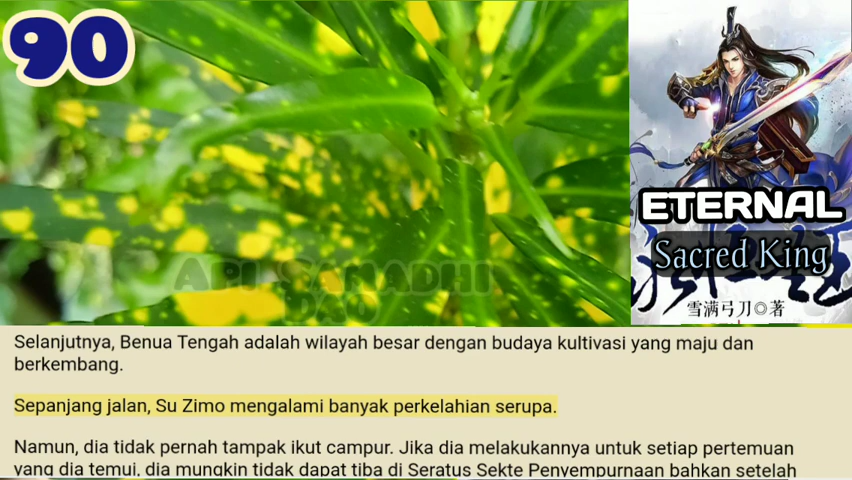 90
ETERNAL
Sacred King
雪满弓刀◎著
API SAMADHI
DAO
Selanjutnya, Benua Tengah adalah wilayah besar dengan budaya kultivasi yang maju dan
berkembang.
Sepanjang jalan, Su Zimo mengalami banyak perkelahian serupa.
Namun, dia tidak pernah tampak ikut campur. Jika dia melakukannya untuk setiap pertemuan
yang dia temui, dia mungkin tidak dapat tiba di Seratus Sekte Penyempurnaan bahkan setelah